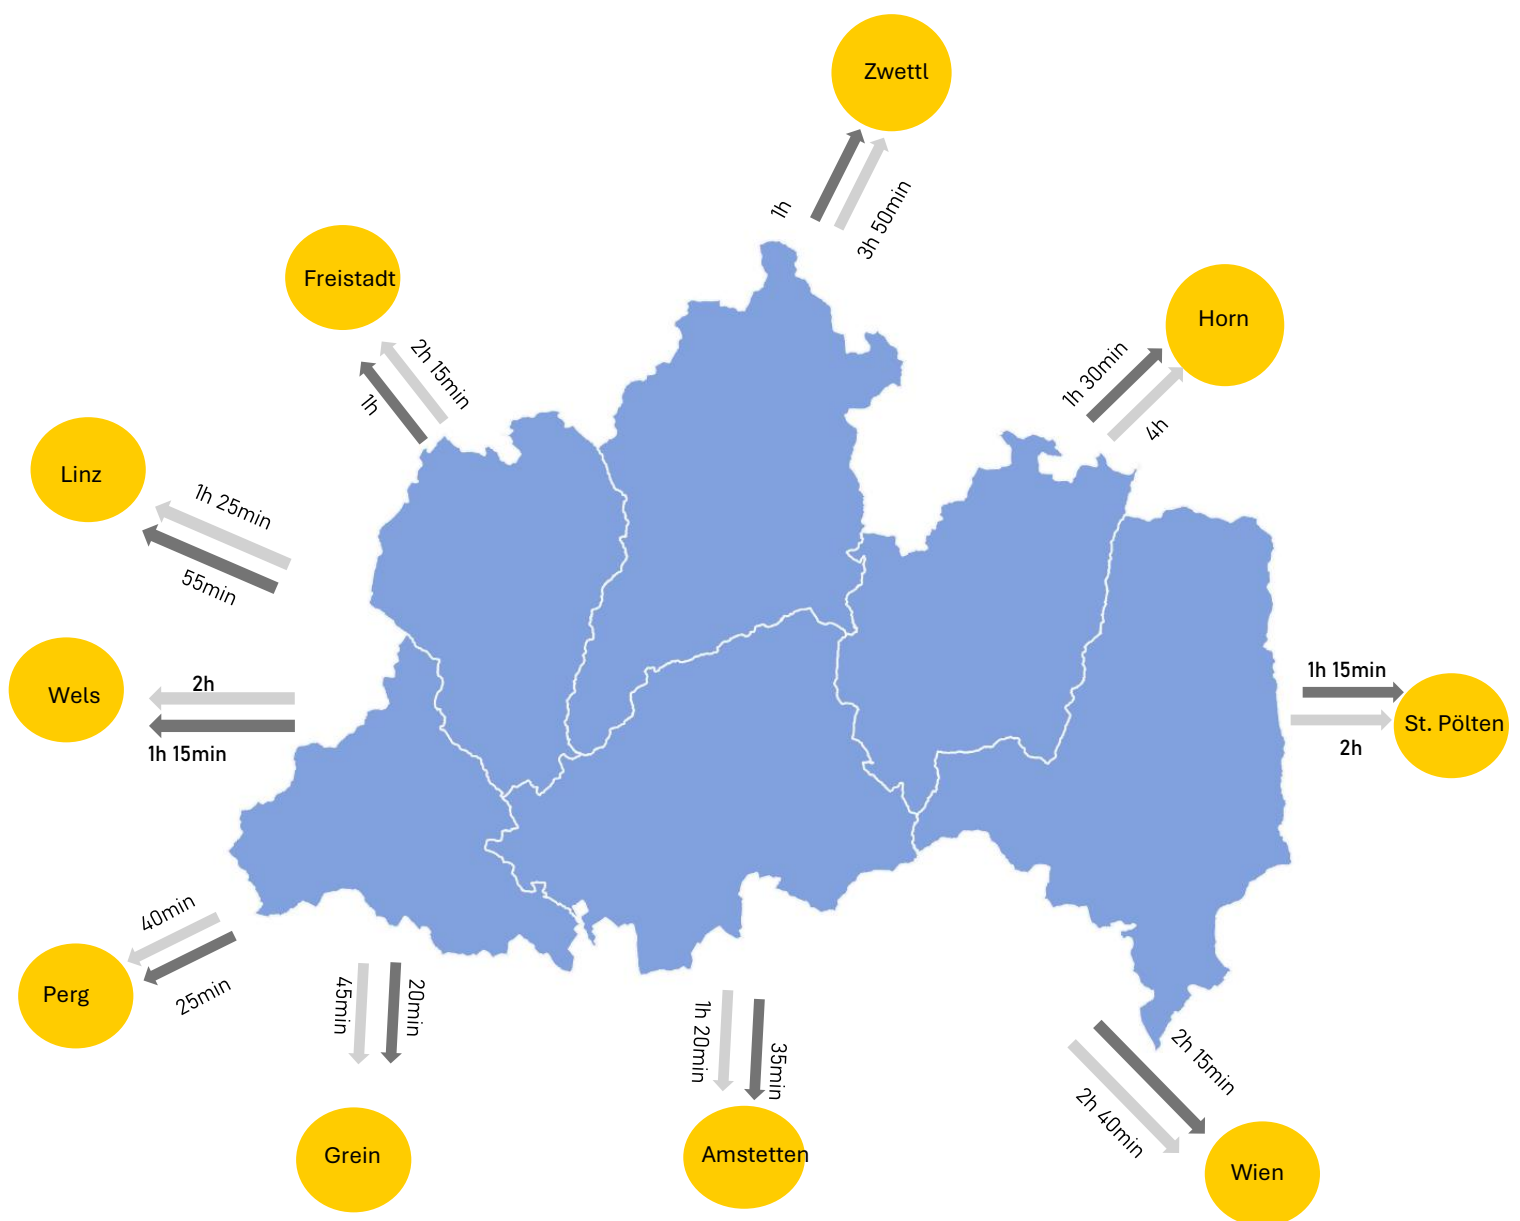 Zwettl
1h
3h 50min
Freistadt
2h 15min
1h
Horn
1h 30min
4h
Linz
1h 25min
55min
Wels
2h
1h 15min
1h 15min
St. Pölten
2h
40min
Perg
25min
45min
20min
1h 20min
35min
2h 15min
2h 40min
Grein
Amstetten
Wien